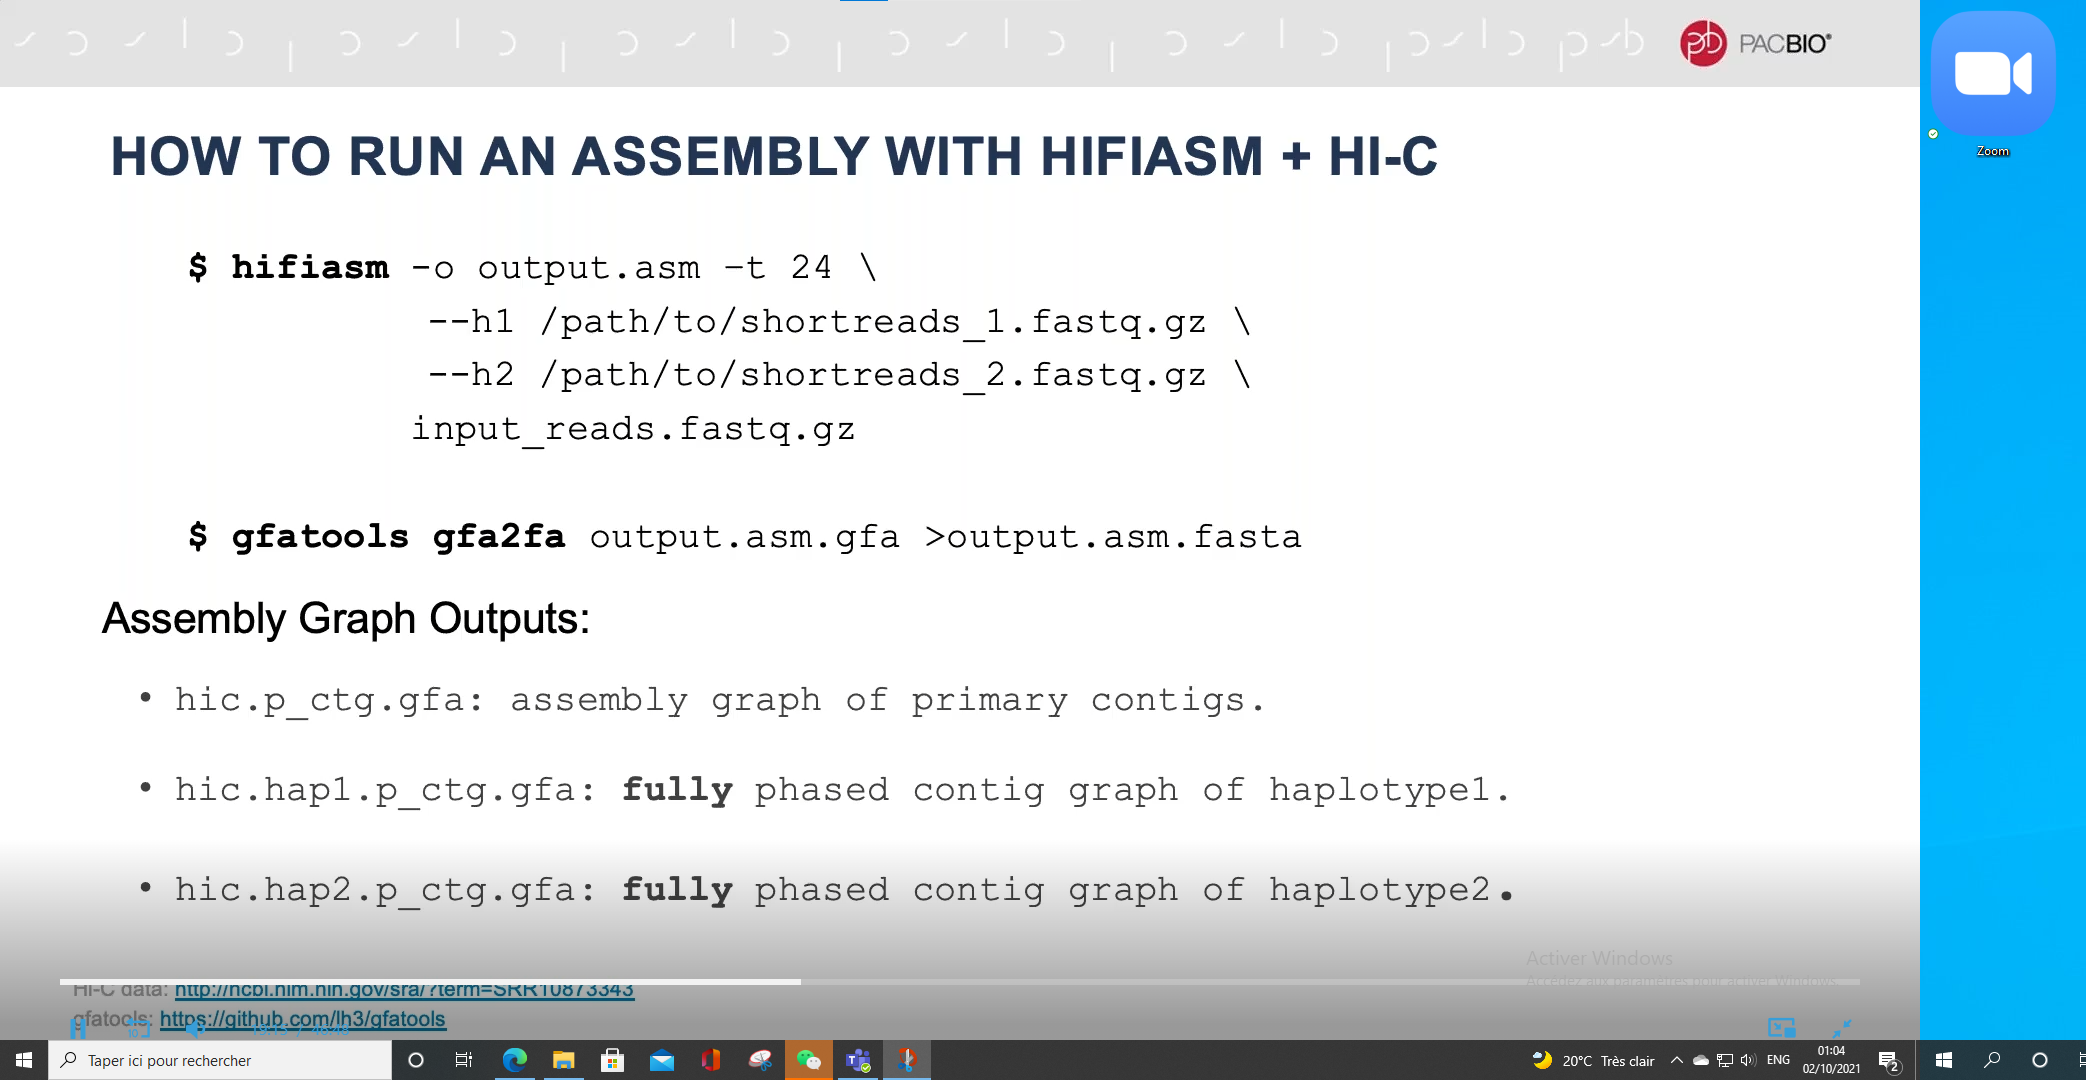 PACBIO®
Zoom
HOW TO RUN AN ASSEMBLY WITH HIFIASM + HI-C
$ hifiasm -o output.asm –t 24 \
--h1 /path/to/shortreads_1.fastq.gz \
--h2 /path/to/shortreads_2.fastq.gz \
input_reads.fastq.gz
$ gfatools gfa2fa output.asm.gfa >output.asm.fasta
Assembly Graph Outputs:
• hic.p_ctg.gfa: assembly graph of primary contigs.
• hic.hap1.p_ctg.gfa: fully phased contig graph of haplotype1.
• hic.hap2.p_ctg.gfa: fully phased contig graph of haplotype2.
Activer Windows
Accédez aux paramètres pour activer Windows.
Hi-C data: http://ncbi.nlm.nih.gov/sra/?term=SRR10873343
gfatools: https://github.com/lh3/gfatools
Taper ici pour rechercher
20°C Très clair
ENG
01:04
02/10/2021
2